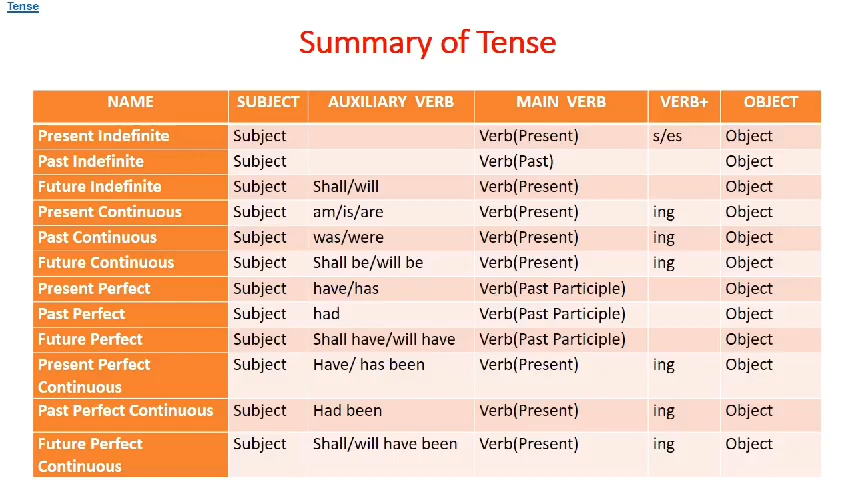 Tense
Summary of Tense
NAME SUBJECT AUXILIARY VERB MAIN VERB VERB+ OBJECT
Present Indefinite Subject Verb(Present) s/es Object
Past Indefinite Subject Verb(Past) Object
Future Indefinite Subject Shall/will Verb(Present) Object
Present Continuous Subject am/is/are Verb(Present) ing Object
Past Continuous Subject was/were Verb(Present) ing Object
Future Continuous Subject Shall be/will be Verb(Present) ing Object
Present Perfect Subject have/has Verb(Past Participle) Object
Past Perfect Subject had Verb(Past Participle) Object
Future Perfect Subject Shall have/will have Verb(Past Participle) Object
Present Perfect Subject Have/ has been Verb(Present) ing Object
Continuous
Past Perfect Continuous Subject Had been Verb(Present) ing Object
Future Perfect Subject Shall/will have been Verb(Present) ing Object
Continuous